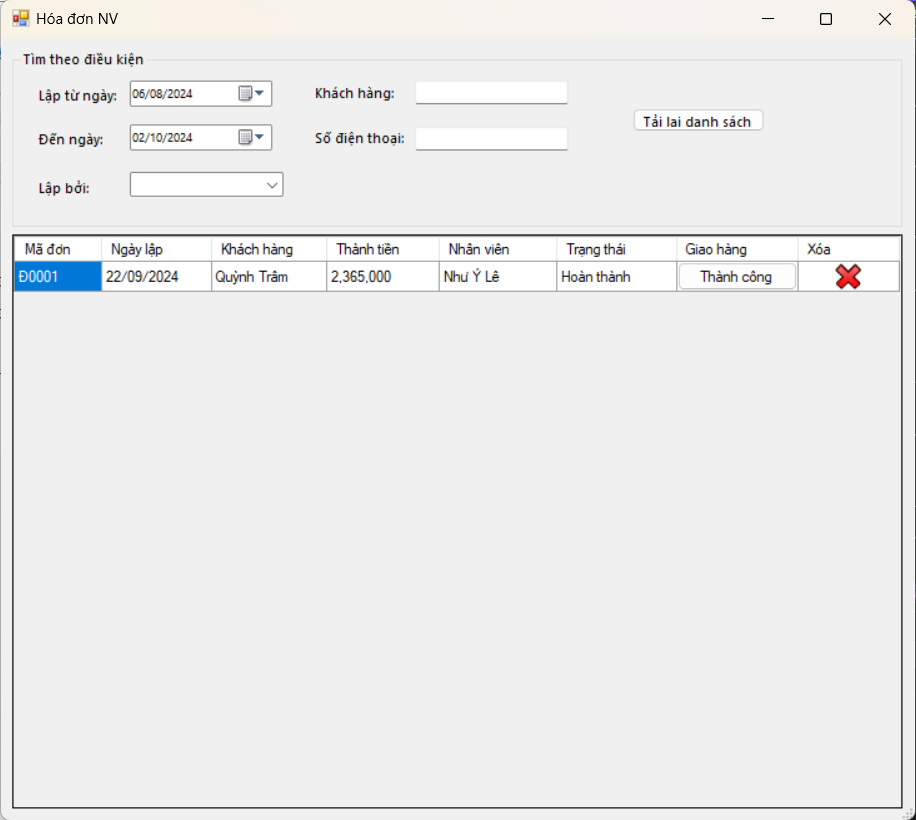 Hóa đơn NV
Tìm theo điều kiện
Lập từ ngày: 06/08/2024 Khách hàng:
Tải lai danh sách
Đến ngày: 02/10/2024 Số điện thoại:
Lập bởi:
Mã đơn Ngày lập Khách hàng Thành tiền Nhân viên Trạng thái Giao hàng Xóa
Đ0001 22/09/2024 Quỳnh Trâm 2,365,000 Như Ý Lê Hoàn thành Thành công